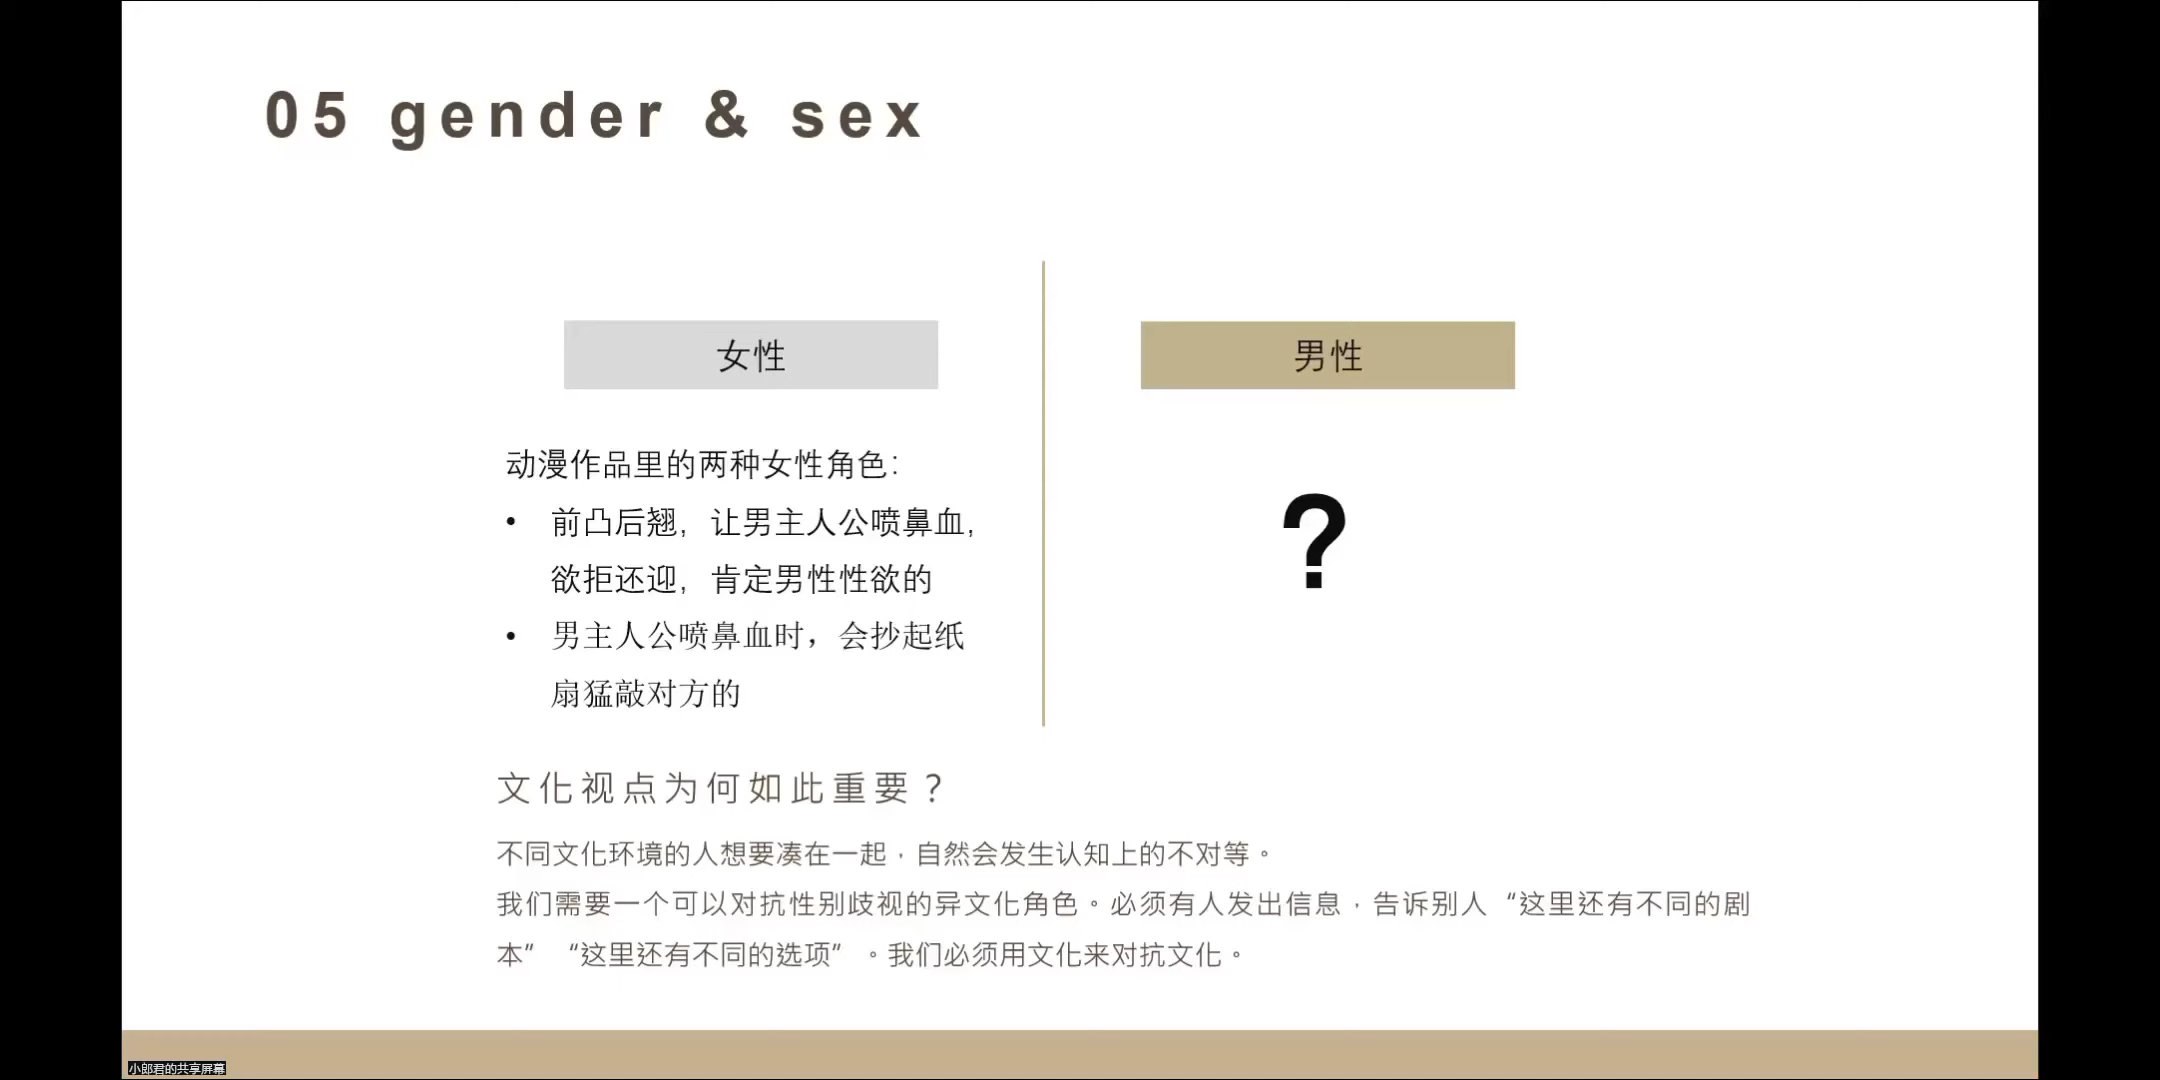 05 gender & sex
女性
男性
动漫作品里的两种女性角色：
• 前凸后翘，让男主人公喷鼻血，
欲拒还迎，肯定男性性欲的
• 男主人公喷鼻血时，会抄起纸
扇猛敲对方的
?
文化视点为何如此重要？
不同文化环境的人想要凑在一起，自然会发生认知上的不对等。
我们需要一个可以对抗性别歧视的异文化角色。必须有人发出信息，告诉别人“这里还有不同的剧
本”“这里还有不同的选项”。我们必须用文化来对抗文化。
小郎君的共享屏幕